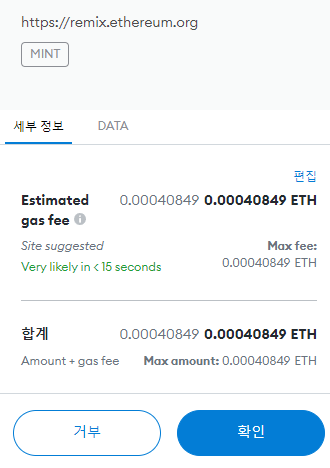 https://remix.ethereum.org
MINT
세부 정보 DATA
편집
Estimated gas fee 0.00040849 0.00040849 ETH
Site suggested Max fee:
Very likely in < 15 seconds 0.00040849 ETH
합계 0.00040849 0.00040849 ETH
Amount + gas fee Max amount: 0.00040849 ETH
거부 확인